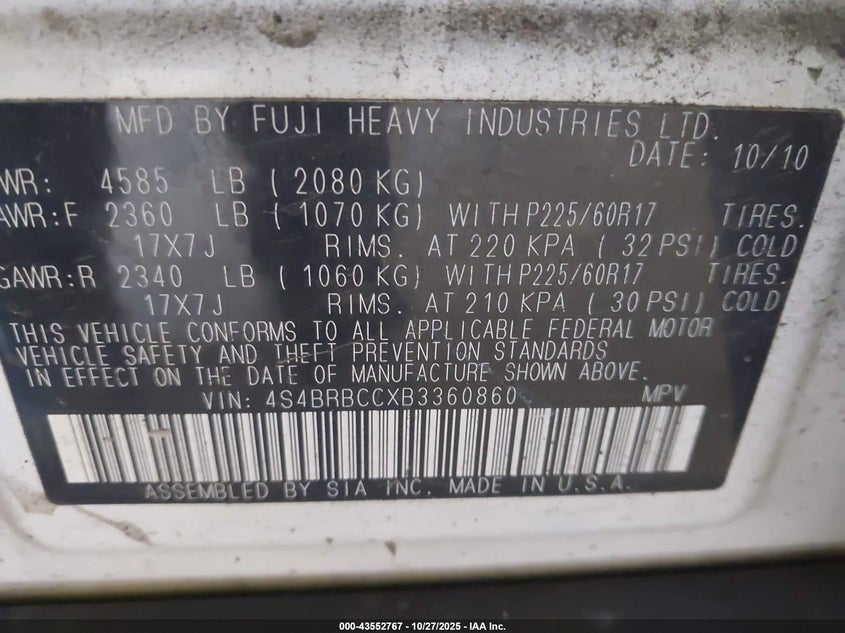 MFD BY FUJI HEAVY INDUSTRIES LTD.
DATE: 10/10
WR: 4585 LB ( 2080 KG)
AWR:F 2360 LB ( 1070 KG) WITH P225/60R17 TIRES.
17X7J RIMS. AT 220 KPA ( 32 PSI) COLD
GAWR:R 2340 LB ( 1060 KG) WITH P225/60R17 TIRES.
17X7J RIMS. AT 210 KPA ( 30 PSI) COLD
THIS VEHICLE CONFORMS TO ALL APPLICABLE FEDERAL MOTOR
VEHICLE SAFETY AND THEFT PREVENTION STANDARDS
IN EFFECT ON THE DATE OF MANUFACTURE SHOWN ABOVE.
VIN: 4S4BRBCCXB3360860 MPV
ASSEMBLED BY SIA INC. MADE IN U.S.A.
000-43552767 - 10/27/2025 - IAA Inc.